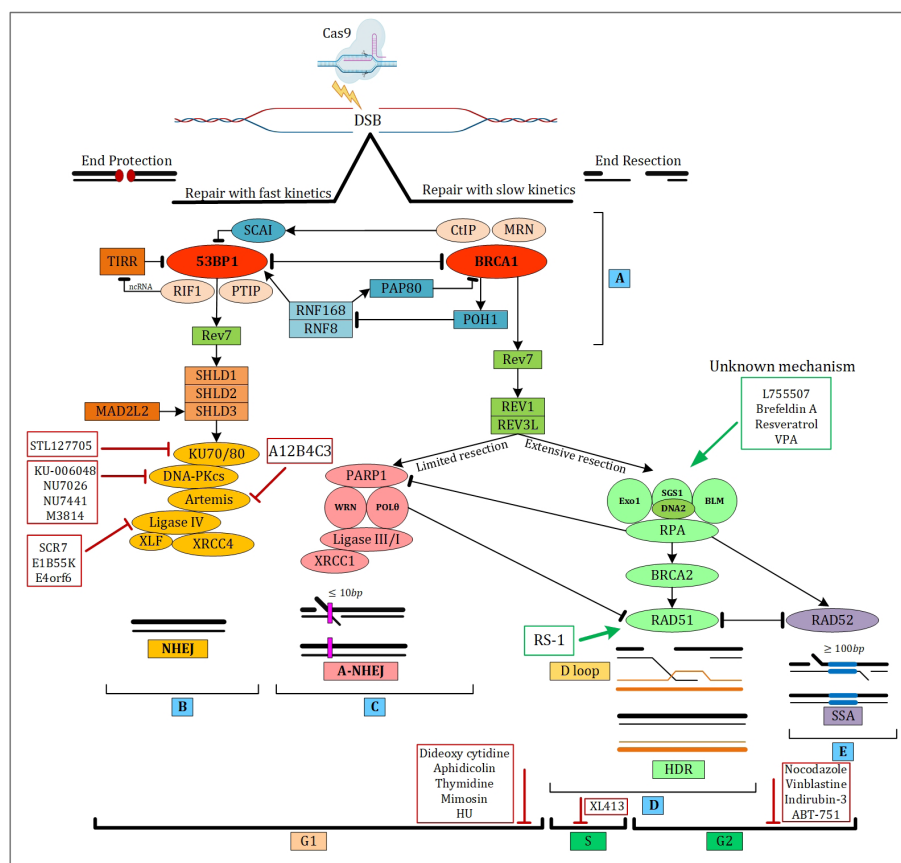 Cas9
DSB
End Protection
End Resection
Repair with fast kinetics
Repair with slow kinetics
SCAI
CtIP
MRN
TIRR
53BP1
BRCA1
A
ncRNA
RIF1
PTIP
PAP80
RNF168
RNF8
POH1
Rev7
Rev7
Unknown mechanism
SHLD1
SHLD2
SHLD3
MAD2L2
REV1
REV3L
L755507
Brefeldin A
Resveratrol
VPA
STL127705
KU70/80
A12B4C3
Limited resection
Extensive resection
KU-006048
NU7026
NU7441
M3814
DNA-PKcs
Artemis
PARP1
Exo1
SGS1
DNA2
BLM
Ligase IV
WRN
POLθ
RPA
SCR7
E1B55K
E4orf6
XLF
XRCC4
Ligase III/I
XRCC1
BRCA2
≤ 10bp
RAD51
RAD52
RS-1
NHEJ
A-NHEJ
D loop
≥ 100bp
SSA
B
C
E
HDR
Dideoxy cytidine
Aphidicolin
Thymidine
Mimosin
HU
XL413
D
Nocodazole
Vinblastine
Indirubin-3
ABT-751
G1
S
G2